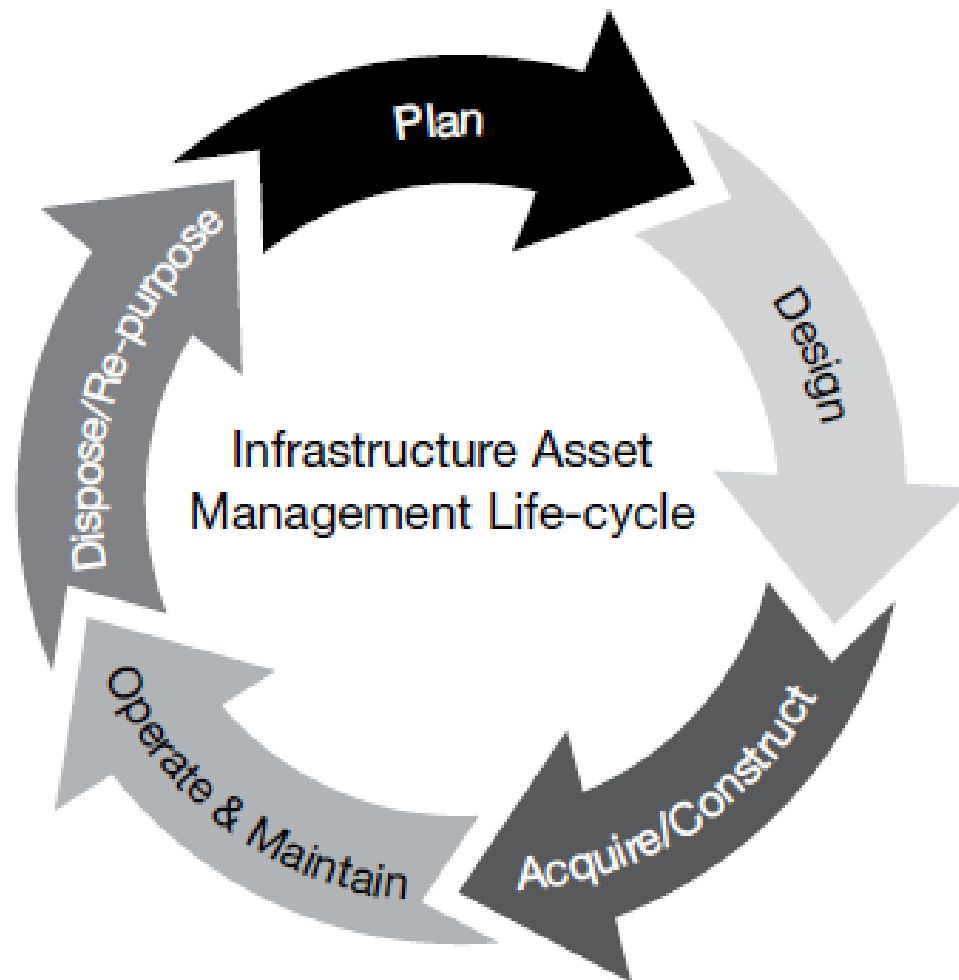 Plan
Design
Infrastructure Asset
Management Life-cycle
Acquire/Construct
Operate & Maintain
Dispose/Re-purpose